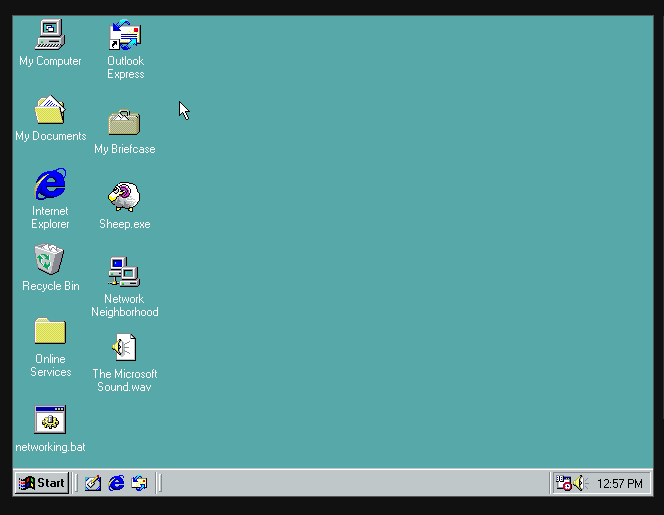 My Computer
Outlook
Express
My Documents
My Briefcase
Internet
Explorer
Sheep.exe
Recycle Bin
Network
Neighborhood
Online
Services
The Microsoft
Sound.wav
networking.bat
Start
12:57 PM